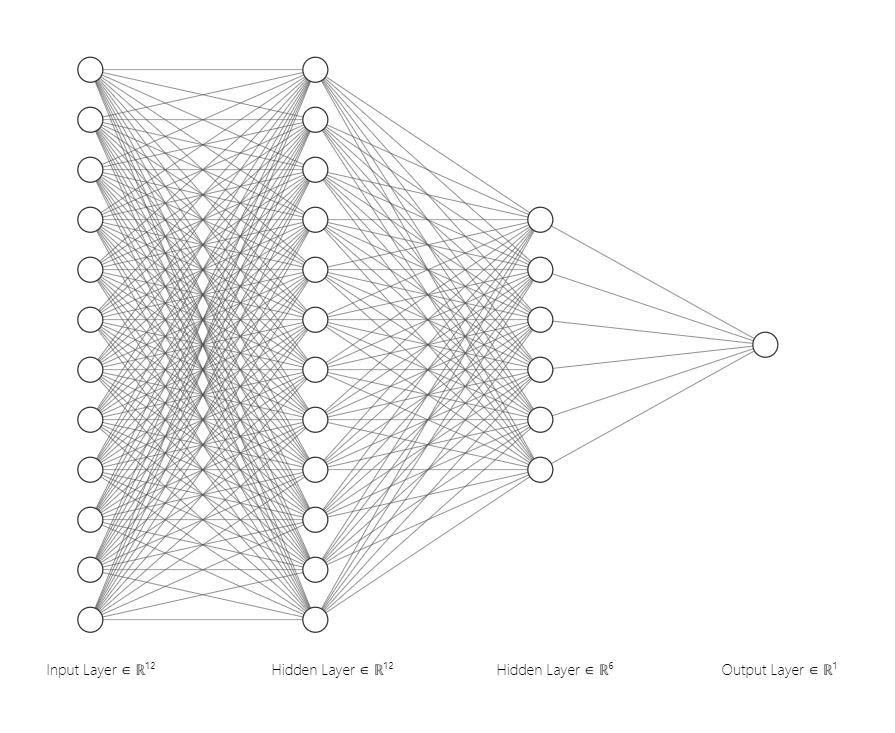 Input Layer ∈ ℝ¹² Hidden Layer ∈ ℝ¹² Hidden Layer ∈ ℝ⁶ Output Layer ∈ ℝ¹